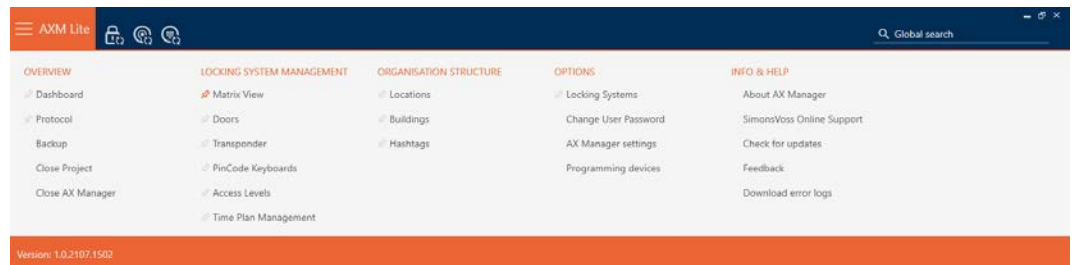 AXM Lite
Global search
OVERVIEW
Dashboard
Protocol
Backup
Close Project
Close AX Manager
LOCKING SYSTEM MANAGEMENT
Matrix View
Doors
Transponder
PinCode Keyboards
Access Levels
Time Plan Management
ORGANISATION STRUCTURE
Locations
Buildings
Hashtags
OPTIONS
Locking Systems
Change User Password
AX Manager settings
Programming devices
INFO & HELP
About AX Manager
SimonsVoss Online Support
Check for updates
Feedback
Download error logs
Version: 1.0.2107.1502